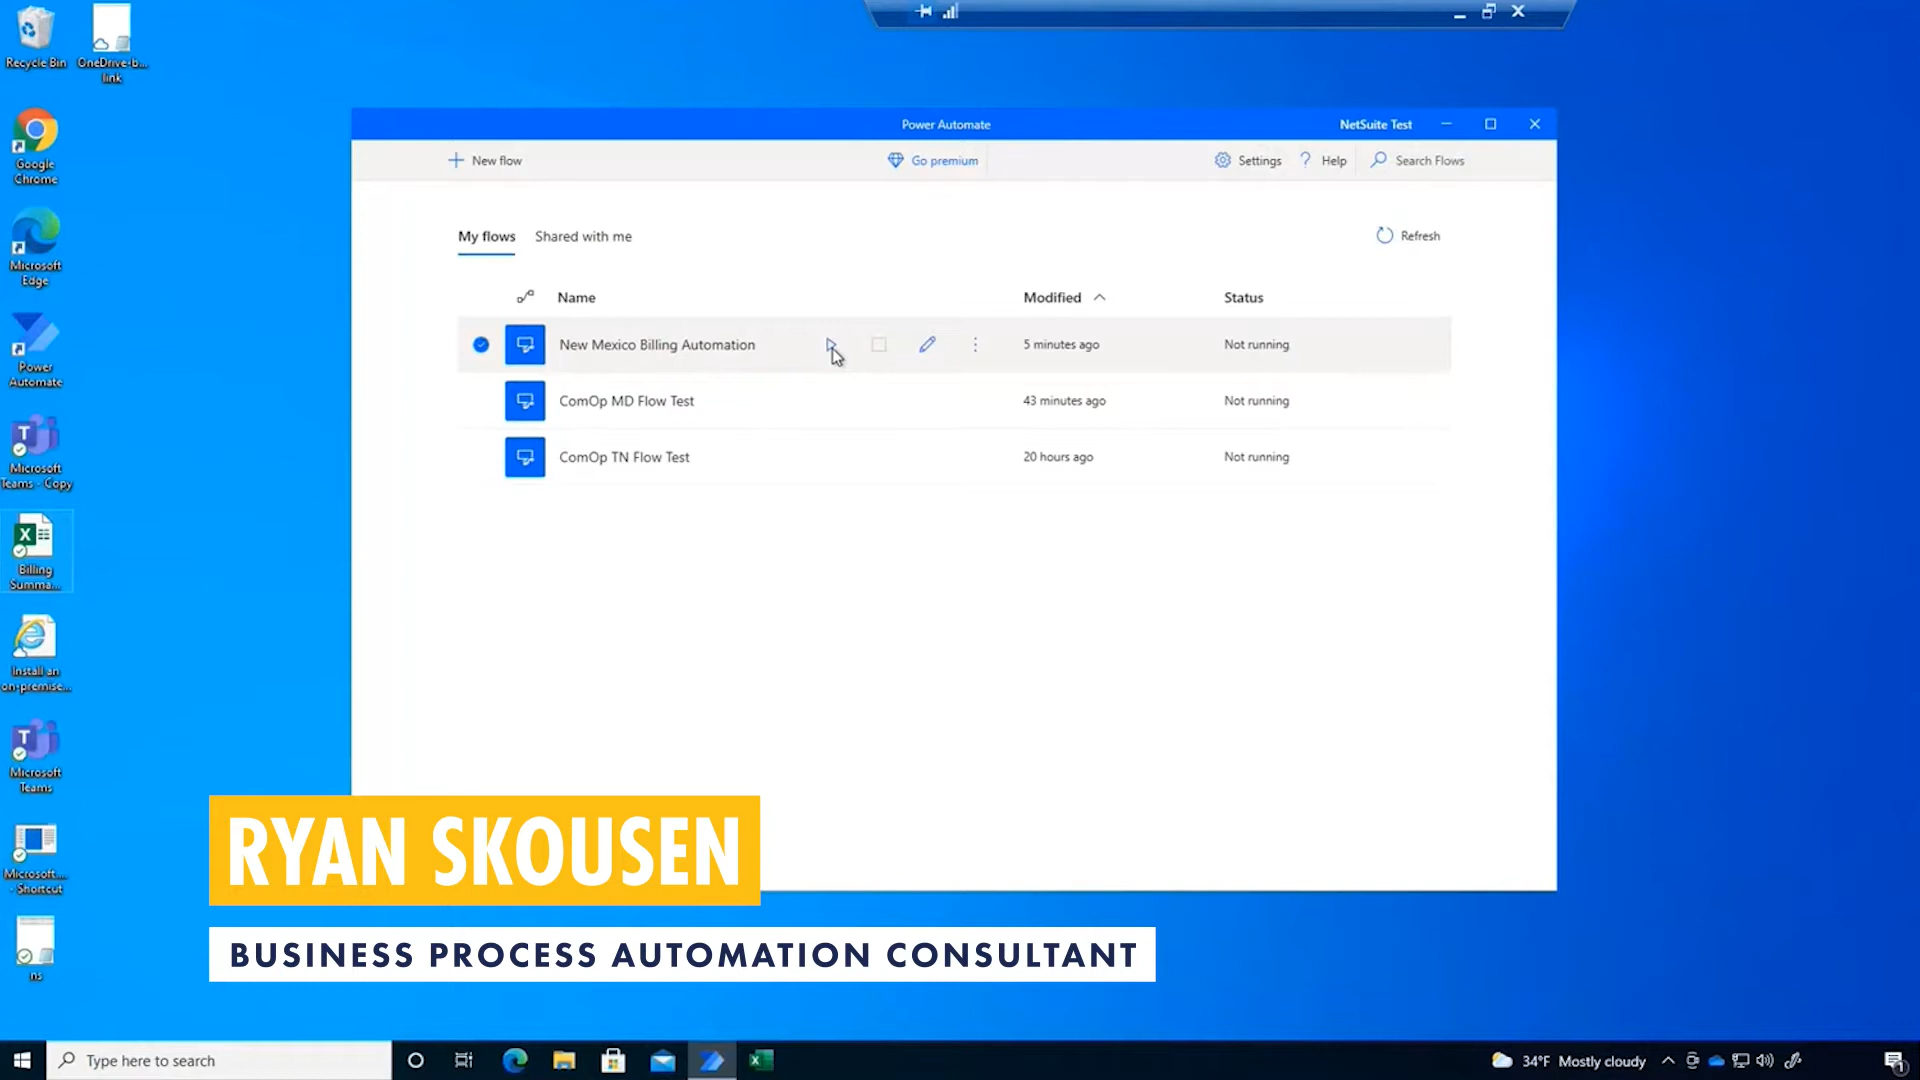 Recycle Bin
OneDrive-b...
link
Google
Chrome
Microsoft
Edge
Power
Automate
Microsoft
Teams - Copy
Billing
Summa...
Install an
on-premise...
Microsoft
Teams
Microsoft....
- Shortcut
ns
Power Automate
NetSuite Test
New flow
Go premium
Settings
? Help
Search Flows
My flows
Shared with me
Refresh
Name
Modified
Status
New Mexico Billing Automation
5 minutes ago
Not running
ComOp MD Flow Test
43 minutes ago
Not running
ComOp TN Flow Test
20 hours ago
Not running
RYAN SKOUSEN
BUSINESS PROCESS AUTOMATION CONSULTANT
Type here to search
34°F Mostly cloudy
1